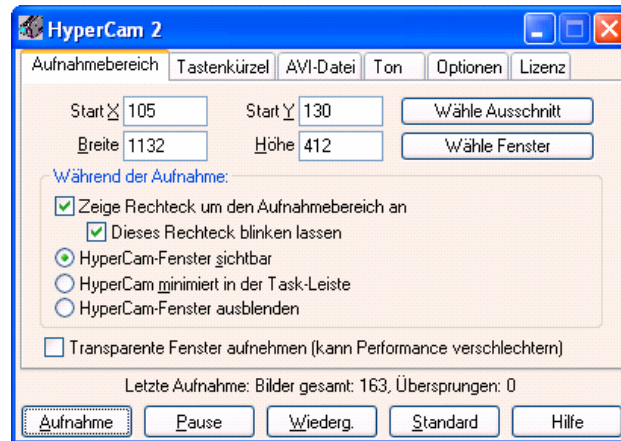 HyperCam 2
Aufnahmebereich Tastenkürzel AVI-Datei Ton Optionen Lizenz
Start X 105 Start Y 130 Wähle Ausschnitt
Breite 1132 Höhe 412 Wähle Fenster
Während der Aufnahme:
Zeige Rechteck um den Aufnahmebereich an
Dieses Rechteck blinken lassen
HyperCam-Fenster sichtbar
HyperCam minimiert in der Task-Leiste
HyperCam-Fenster ausblenden
Transparente Fenster aufnehmen (kann Performance verschlechtern)
Letzte Aufnahme: Bilder gesamt: 163, Übersprungen: 0
Aufnahme Pause Wiederg. Standard Hilfe